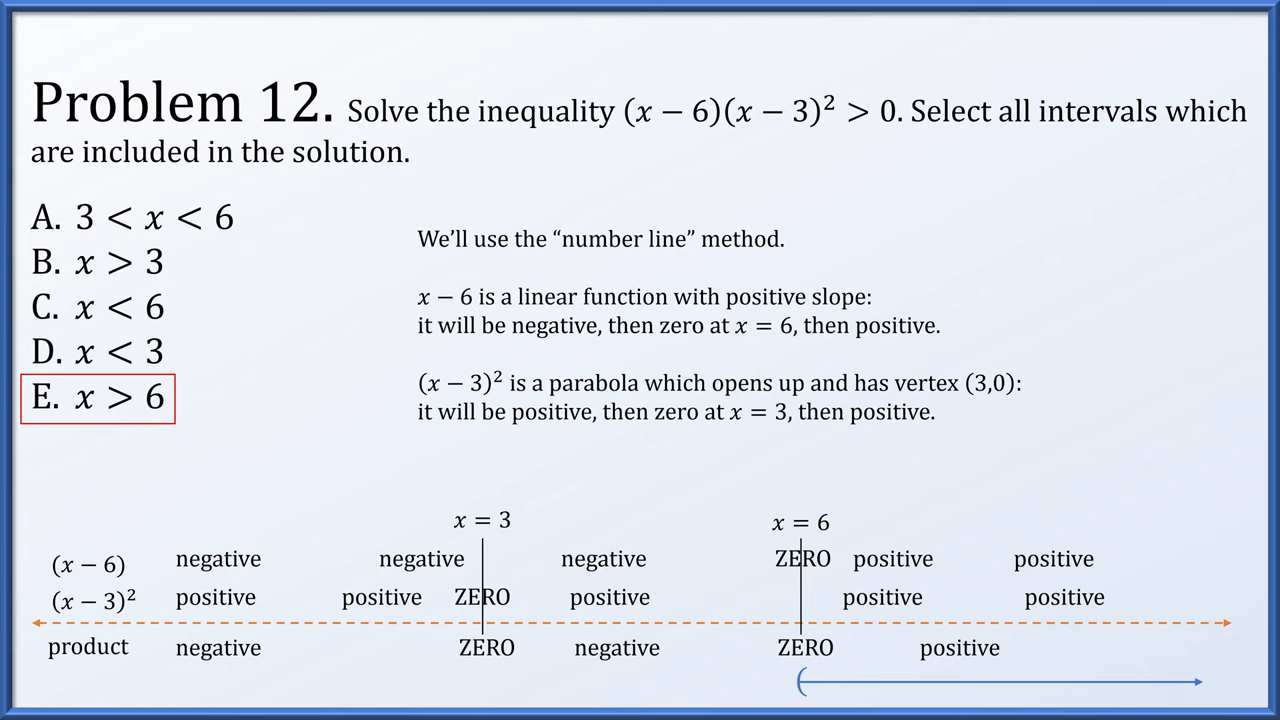 Problem 12. Solve the inequality (x − 6)(x − 3)² > 0. Select all intervals which
are included in the solution.
A. 3 < x < 6
B. x > 3
C. x < 6
D. x < 3
E. x > 6
We’ll use the “number line” method.
x − 6 is a linear function with positive slope:
it will be negative, then zero at x = 6, then positive.
(x − 3)² is a parabola which opens up and has vertex (3,0):
it will be positive, then zero at x = 3, then positive.
x = 3 x = 6
(x − 6) negative negative negative ZERO positive positive
(x − 3)² positive positive ZERO positive positive positive
product negative ZERO negative ZERO positive
(